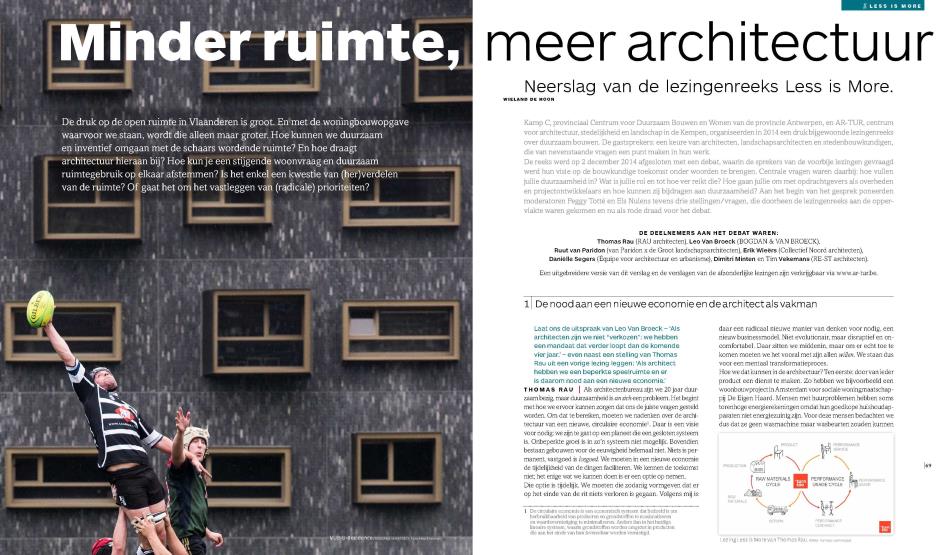 Minder ruimte, meer architectuur
// LESS IS MORE
Neerslag van de lezingenreeks Less is More.
WIELAND DE MOON
De druk op de open ruimte in Vlaanderen is groot. En met de woningbouwopgave
waarvoor we staan, wordt die alleen maar groter. Hoe kunnen we duurzaam
en inventief omgaan met de schaars wordende ruimte? En hoe draagt
architectuur hieraan bij? Hoe kun je een stijgende woonvraag en duurzaam
ruimtegebruik op elkaar afstemmen? Is het enkel een kwestie van (her)verdelen
van de ruimte? Of gaat het om het vastleggen van (radicale) prioriteiten?
GILBERT
Kamp C, provinciaal Centrum voor Duurzaam Bouwen en Wonen van de provincie Antwerpen, en AR-TUR, centrum
voor architectuur, stedelijkheid en landschap in de Kempen, organiseerden in 2014 een druk bijgewoonde lezingenreeks
over duurzaam bouwen. De gastsprekers: een keure van architecten, landschapsarchitecten en stedenbouwkundigen,
die van nevenstaande vragen een punt maken in hun werk.
De reeks werd op 2 december 2014 afgesloten met een debat, waarin de sprekers van de voorbije lezingen gevraagd
werd hun visie op de bouwkundige toekomst onder woorden te brengen. Centrale vragen waren daarbij: hoe vullen
jullie duurzaamheid in? Wat is jullie rol en tot hoe ver reikt die? Hoe gaan jullie om met opdrachtgevers als overheden
en projectontwikkelaars en hoe kunnen zij bijdragen aan duurzaamheid? Aan het begin van het gesprek poneerden
moderatoren Peggy Totté en Els Nulens tevens drie stellingen/vragen, die doorheen de lezingenreeks aan de opper-
vlakte waren gekomen en nu als rode draad voor het debat.
DE DEELNEMERS AAN HET DEBAT WAREN:
Thomas Rau (RAU architecten), Leo Van Broeck (BOGDAN & VAN BROECK),
Ruut van Paridon (van Paridon x de Groot landschapsarchitecten), Erik Wieërs (Collectief Noord architecten),
Daniëlle Segers (Équipe voor architectuur en urbanisme), Dimitri Minten en Tim Vekemans (RE-ST architecten).
Een uitgebreidere versie van dit verslag en de verslagen van de afzonderlijke lezingen zijn verkrijgbaar via www.ar-tur.be.
1 | De nood aan een nieuwe economie en de architect als vakman
Laat ons de uitspraak van Leo Van Broeck – 'Als
architecten zijn we niet "verkozen": we hebben
een mandaat dat verder loopt dan de komende
vier jaar.' – even naast een stelling van Thomas
Rau uit een vorige lezing leggen: 'Als architect
hebben we een beperkte speelruimte en er
is daarom nood aan een nieuwe economie.'
THOMAS RAU | Als architectenbureau zijn we 20 jaar duur-
zaam bezig, maar duurzaamheid is an sich een probleem. Het begint
met hoe we ervoor kunnen zorgen dat ons de juiste vragen gesteld
worden. Om dat te bereiken, moeten we nadenken over de archi-
tectuur van een nieuwe, circulaire economie¹. Daar is een visie
voor nodig: we zijn te gast op een planeet die een gesloten systeem
is. Onbeperkte groei is in zo'n systeem niet mogelijk. Bovendien
bestaan gebouwen voor de eeuwigheid helemaal niet. Niets is per-
manent, vastgoed is losgoed. We moeten in een nieuwe economie
de tijdelijkheid van de dingen faciliteren. We kennen de toekomst
niet; het enige wat we kunnen doen is er een optie op nemen.
Die optie is tijdelijk. We moeten die zodanig vormgeven dat er
op het einde van de rit niets verloren is gegaan. Volgens mij is
daar een radicaal nieuwe manier van denken voor nodig, een
nieuw businessmodel. Niet evolutionair, maar disruptief en on-
comfortabel. Daar zitten we middenin, maar om er echt toe te
komen moeten we het vooral met zijn allen willen. We staan dus
voor een mentaal transformatieproces.
Hoe we dat kunnen in de architectuur? Ten eerste: door van ieder
product een dienst te maken. Zo hebben we bijvoorbeeld een
woonbouwproject in Amsterdam voor sociale woningmaatschap-
pij De Eigen Haard. Mensen met huurproblemen hebben soms
torenhoge energierekeningen omdat hun goedkope huishoudap-
paraten niet energiezuinig zijn. Voor deze mensen bedachten we
dus dat ze geen wasmachine maar wasbeurten zouden kunnen
PRODUCT
PERFORMANCE
SERVICE
PRODUCTION
RAW MATERIALS
CYCLE
PERFORMANCE
USAGE CYCLE
RAW
MATERIALS
RETURN
PERFORMANCE
CONTRACT
Lezing Less is More van Thomas Rau.
|69